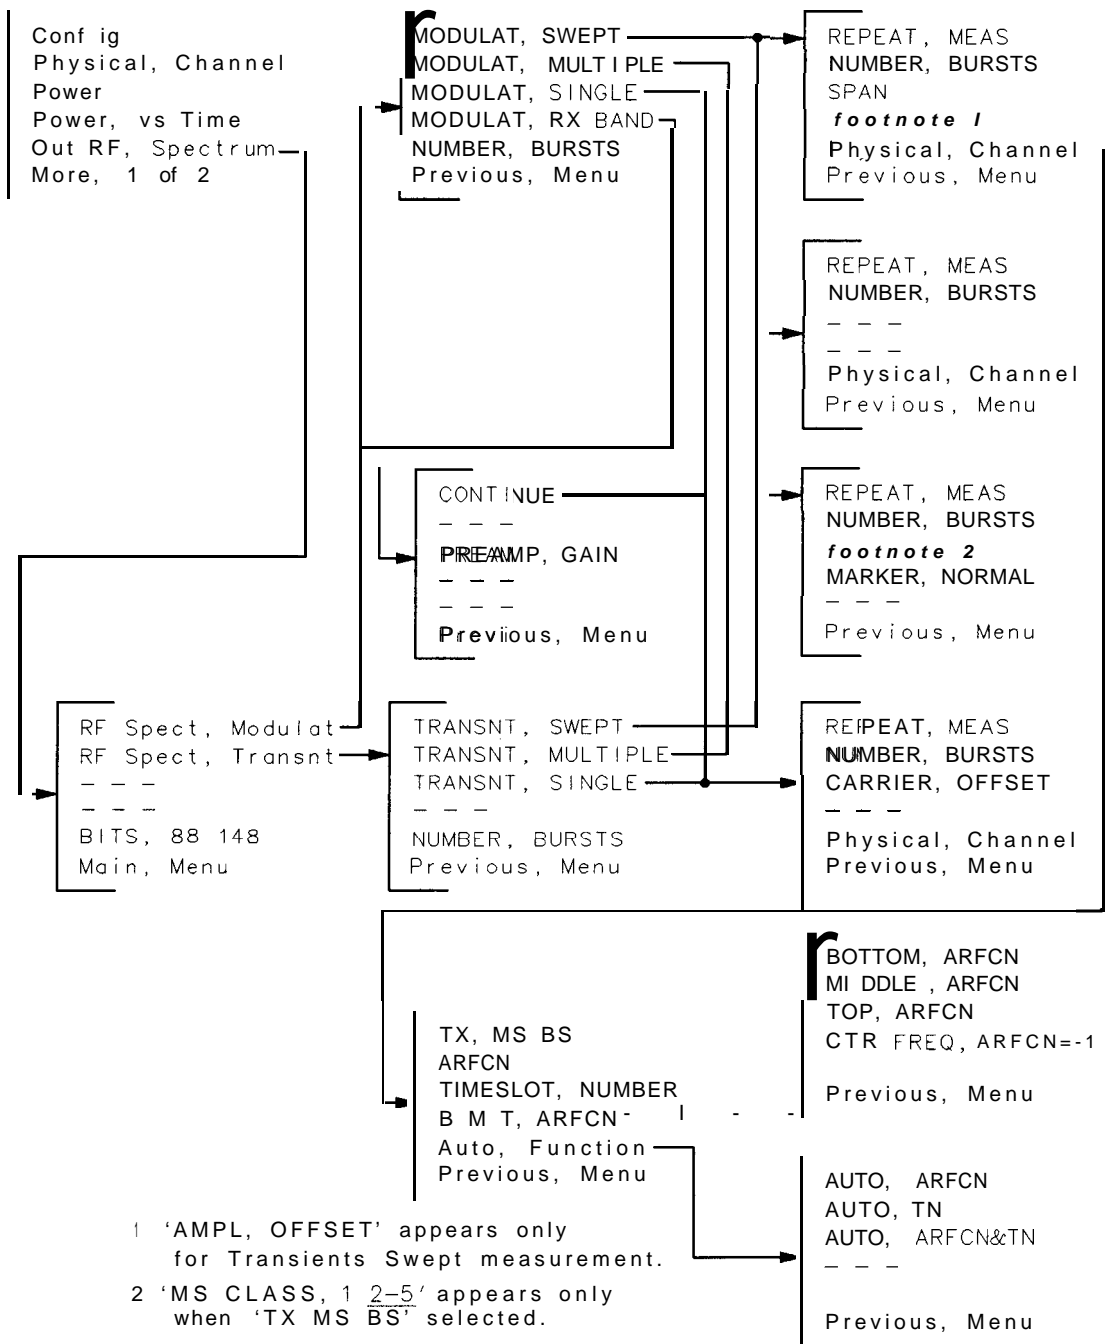 Config
Physical, Channel
Power
Power, vs Time
Out RF, Spectrum
More, 1 of 2
MODULAT, SWEPT
MODULAT, MULTIPLE
MODULAT, SINGLE
MODULAT, RX BAND
NUMBER, BURSTS
Previous, Menu
REPEAT, MEAS
NUMBER, BURSTS
SPAN
footnote 1
Physical, Channel
Previous, Menu
REPEAT, MEAS
NUMBER, BURSTS
- - -
- - -
Physical, Channel
Previous, Menu
CONTINUE
- - -
PREAMP, GAIN
- - -
- - -
Previous, Menu
REPEAT, MEAS
NUMBER, BURSTS
footnote 2
MARKER, NORMAL
- - -
Previous, Menu
RF Spect, Modulat
RF Spect, Transnt
- - -
- - -
BITS, 88 148
Main, Menu
TRANSNT, SWEPT
TRANSNT, MULTIPLE
TRANSNT, SINGLE
- - -
NUMBER, BURSTS
Previous, Menu
REPEAT, MEAS
NUMBER, BURSTS
CARRIER, OFFSET
- - -
Physical, Channel
Previous, Menu
TX, MS BS
ARFCN
TIMESLOT, NUMBER
B M T, ARFCN
Auto, Function
Previous, Menu
BOTTOM, ARFCN
MIDDLE, ARFCN
TOP, ARFCN
CTR FREQ, ARFCN=-1
Previous, Menu
AUTO, ARFCN
AUTO, TN
AUTO, ARFCN&TN
- - -
Previous, Menu
1 'AMPL, OFFSET' appears only
for Transients Swept measurement.
2 'MS CLASS, 1 2-5' appears only
when 'TX MS BS' selected.